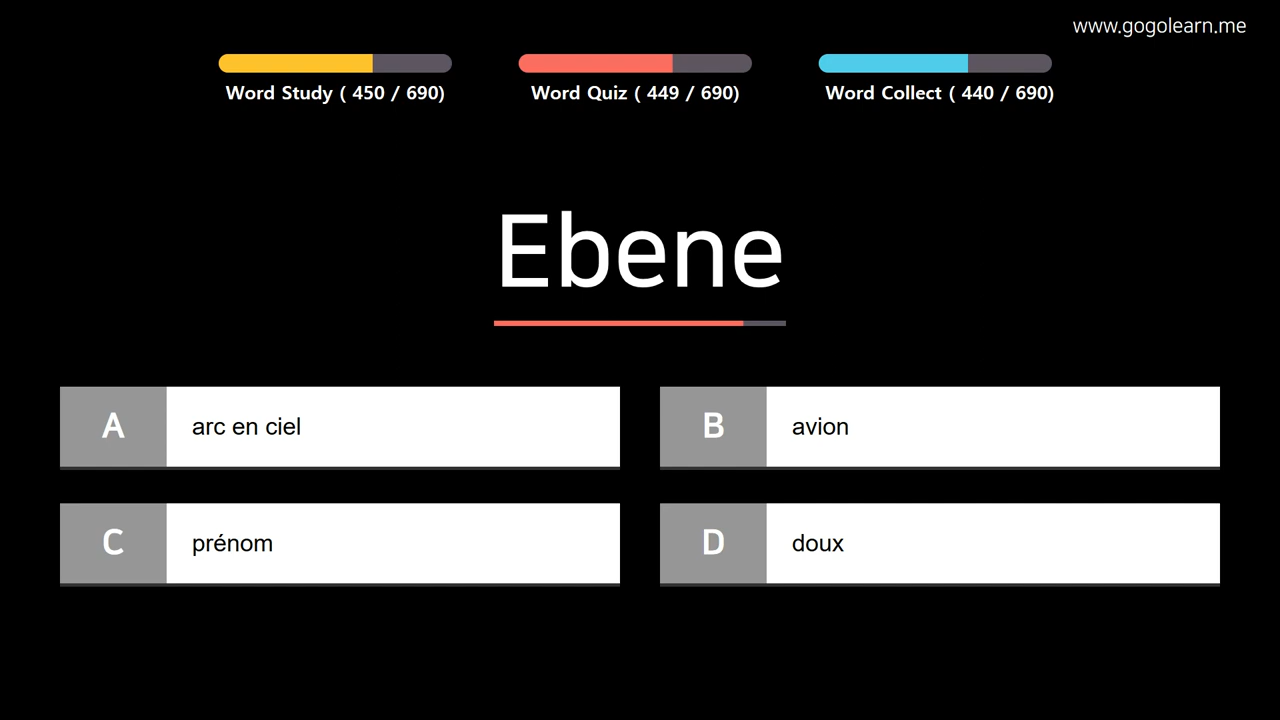 www.gogolearn.me
Word Study ( 450 / 690)
Word Quiz ( 449 / 690)
Word Collect ( 440 / 690)
Ebene
A arc en ciel
B avion
C prénom
D doux